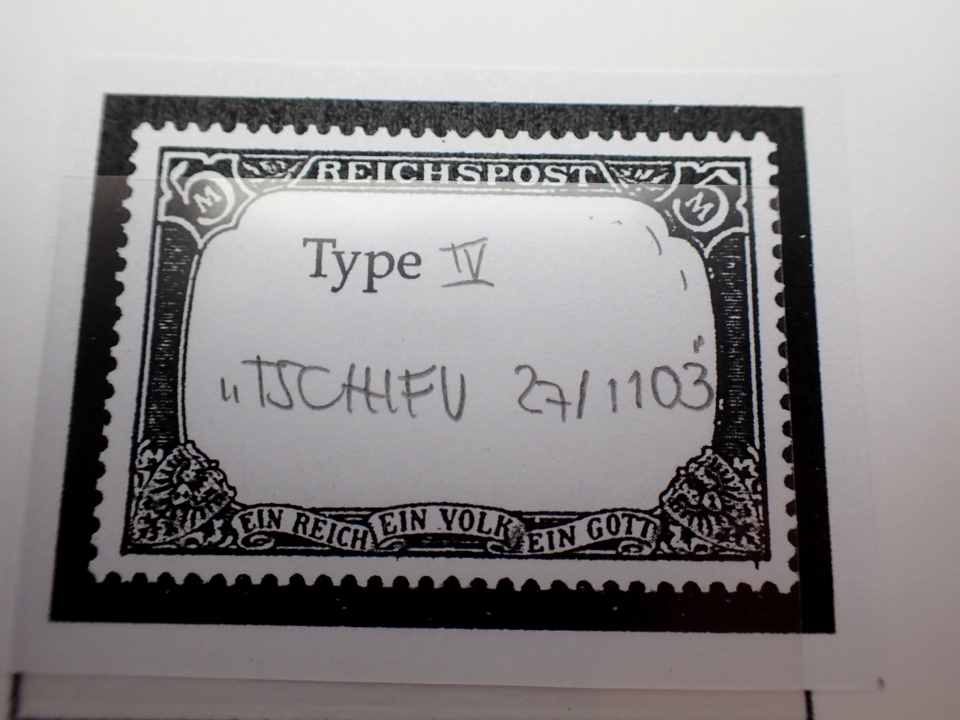 REICHSPOST
M M
Type IV
„TSCHIFU 27/1103"
EIN REICH EIN VOLK EIN GOTT